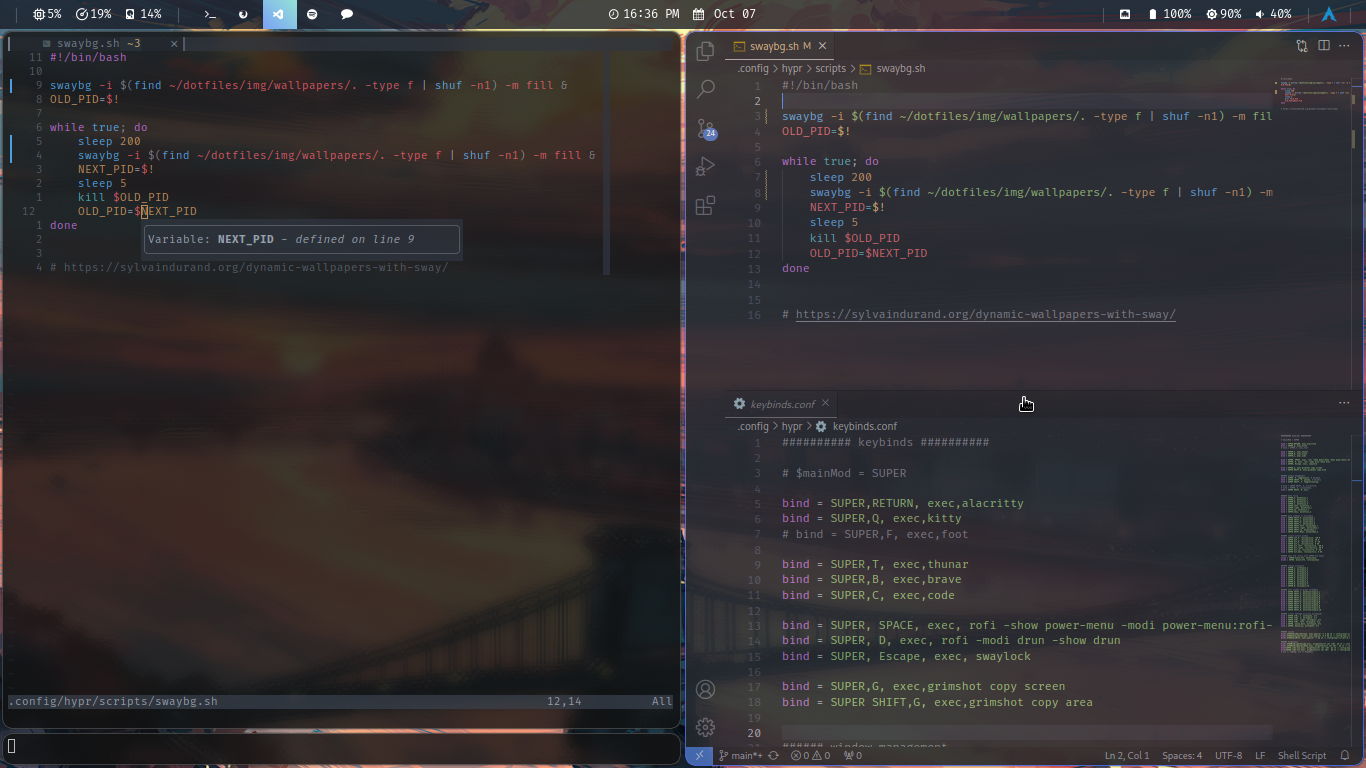 5% 19% 14%
16:36 PM Oct 07
100% 90% 40%
swaybg.sh ~3 ×
11 #!/bin/bash
10
9 swaybg -i $(find ~/dotfiles/img/wallpapers/. -type f | shuf -n1) -m fill &
8 OLD_PID=$!
7
6 while true; do
5 sleep 200
4 swaybg -i $(find ~/dotfiles/img/wallpapers/. -type f | shuf -n1) -m fill &
3 NEXT_PID=$!
2 sleep 5
1 kill $OLD_PID
12 OLD_PID=$NEXT_PID
1 done
2
3
4 # https://sylvaindurand.org/dynamic-wallpapers-with-sway/
Variable: NEXT_PID - defined on line 9
.config/hypr/scripts/swaybg.sh 12,14 All
24
swaybg.sh M ×
.config > hypr > scripts > swaybg.sh
1 #!/bin/bash
2
3 swaybg -i $(find ~/dotfiles/img/wallpapers/. -type f | shuf -n1) -m fil
4 OLD_PID=$!
5
6 while true; do
7 sleep 200
8 swaybg -i $(find ~/dotfiles/img/wallpapers/. -type f | shuf -n1) -m
9 NEXT_PID=$!
10 sleep 5
11 kill $OLD_PID
12 OLD_PID=$NEXT_PID
13 done
14
15
16 # https://sylvaindurand.org/dynamic-wallpapers-with-sway/
keybinds.conf ×
.config > hypr > keybinds.conf
1 ########## keybinds ##########
2
3 # $mainMod = SUPER
4
5 bind = SUPER,RETURN, exec,alacritty
6 bind = SUPER,Q, exec,kitty
7 # bind = SUPER,F, exec,foot
8
9 bind = SUPER,T, exec,thunar
10 bind = SUPER,B, exec,brave
11 bind = SUPER,C, exec,code
12
13 bind = SUPER, SPACE, exec, rofi -show power-menu -modi power-menu:rofi-
14 bind = SUPER, D, exec, rofi -modi drun -show drun
15 bind = SUPER, Escape, exec, swaylock
16
17 bind = SUPER,G, exec,grimshot copy screen
18 bind = SUPER SHIFT,G, exec,grimshot copy area
19
20
21 ###### window management
main*+ 0 0 0 Ln 2, Col 1 Spaces: 4 UTF-8 LF Shell Script